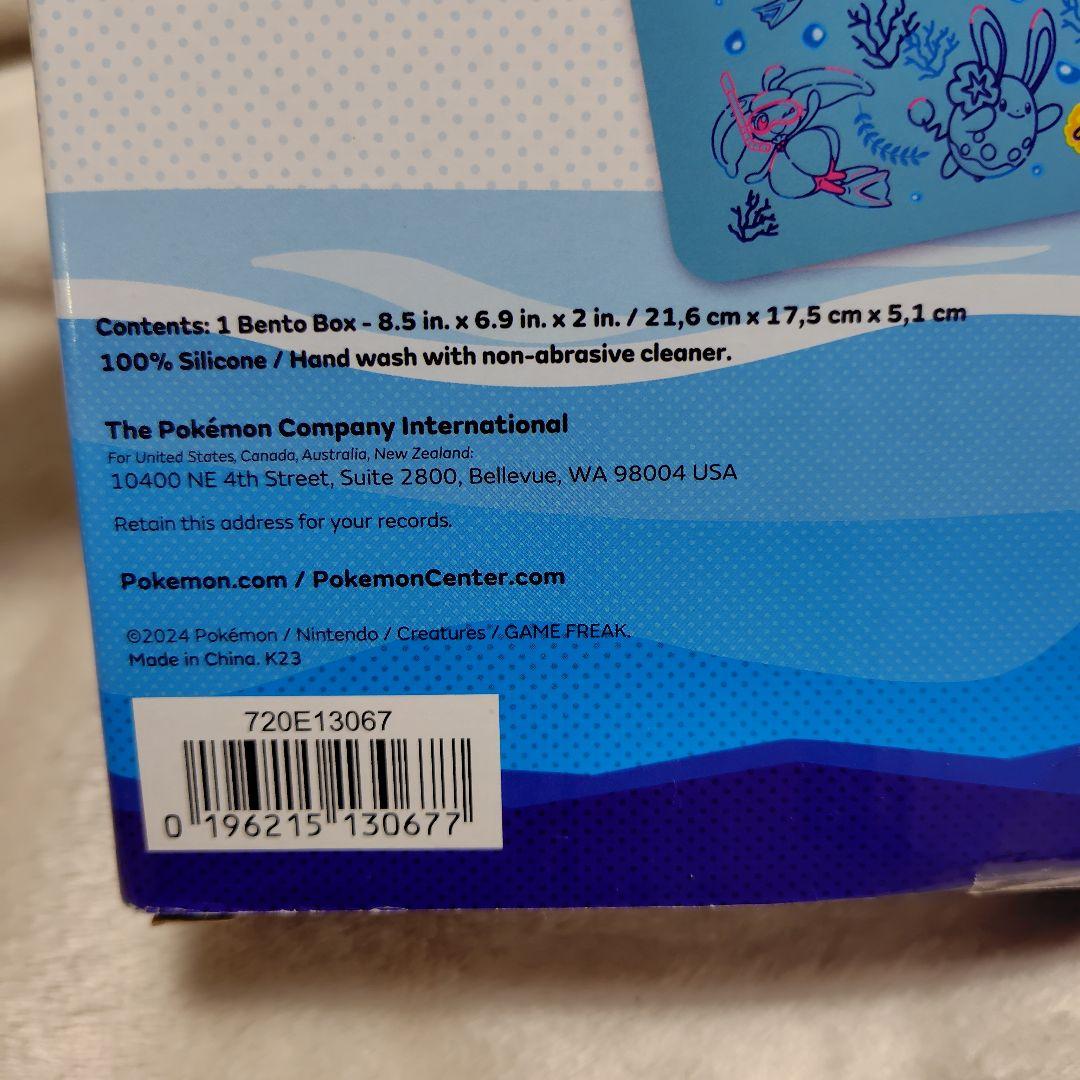 Contents: 1 Bento Box - 8.5 in. x 6.9 in. x 2 in. / 21,6 cm x 17,5 cm x 5,1 cm
100% Silicone / Hand wash with non-abrasive cleaner.
The Pokémon Company International
For United States, Canada, Australia, New Zealand:
10400 NE 4th Street, Suite 2800, Bellevue, WA 98004 USA
Retain this address for your records.
Pokemon.com / PokemonCenter.com
©2024 Pokémon / Nintendo / Creatures / GAME FREAK.
Made in China. K23
720E13067
0 196215 130677